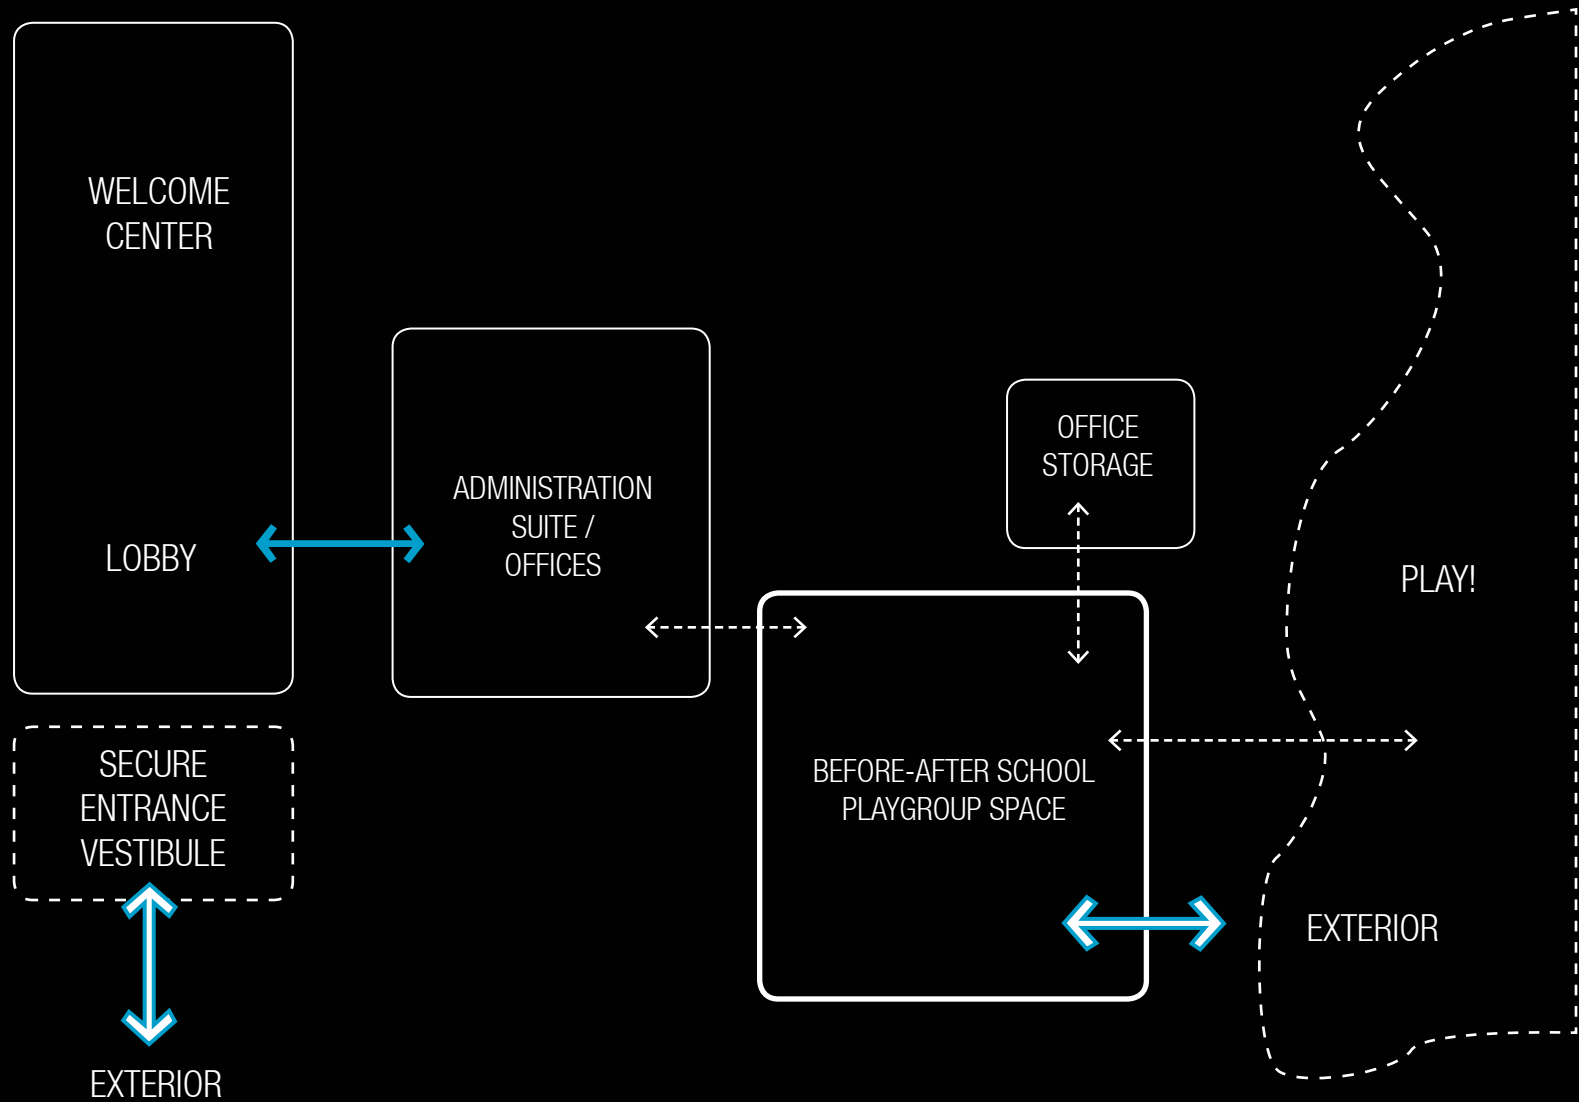 WELCOME
CENTER
LOBBY
ADMINISTRATION
SUITE /
OFFICES
OFFICE
STORAGE
PLAY!
SECURE
ENTRANCE
VESTIBULE
BEFORE-AFTER SCHOOL
PLAYGROUP SPACE
EXTERIOR
EXTERIOR